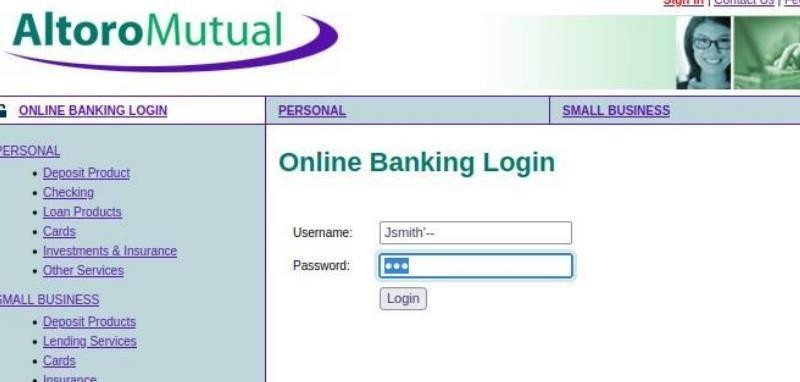 Sign In | Contact Us |
AltoroMutual
ONLINE BANKING LOGIN
PERSONAL
SMALL BUSINESS
PERSONAL
Deposit Product
Checking
Loan Products
Cards
Investments & Insurance
Other Services
SMALL BUSINESS
Deposit Products
Lending Services
Cards
Insurance
Online Banking Login
Username: Jsmith'--
Password: •••
Login